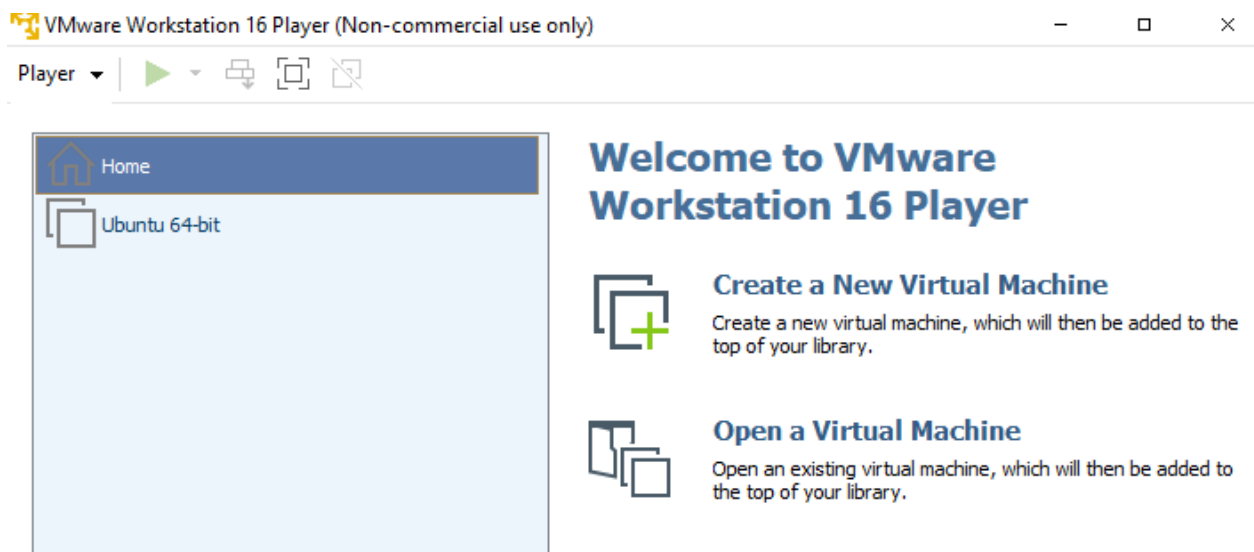 VMware Workstation 16 Player (Non-commercial use only)
Player
Home
Ubuntu 64-bit
Welcome to VMware
Workstation 16 Player
Create a New Virtual Machine
Create a new virtual machine, which will then be added to the
top of your library.
Open a Virtual Machine
Open an existing virtual machine, which will then be added to
the top of your library.